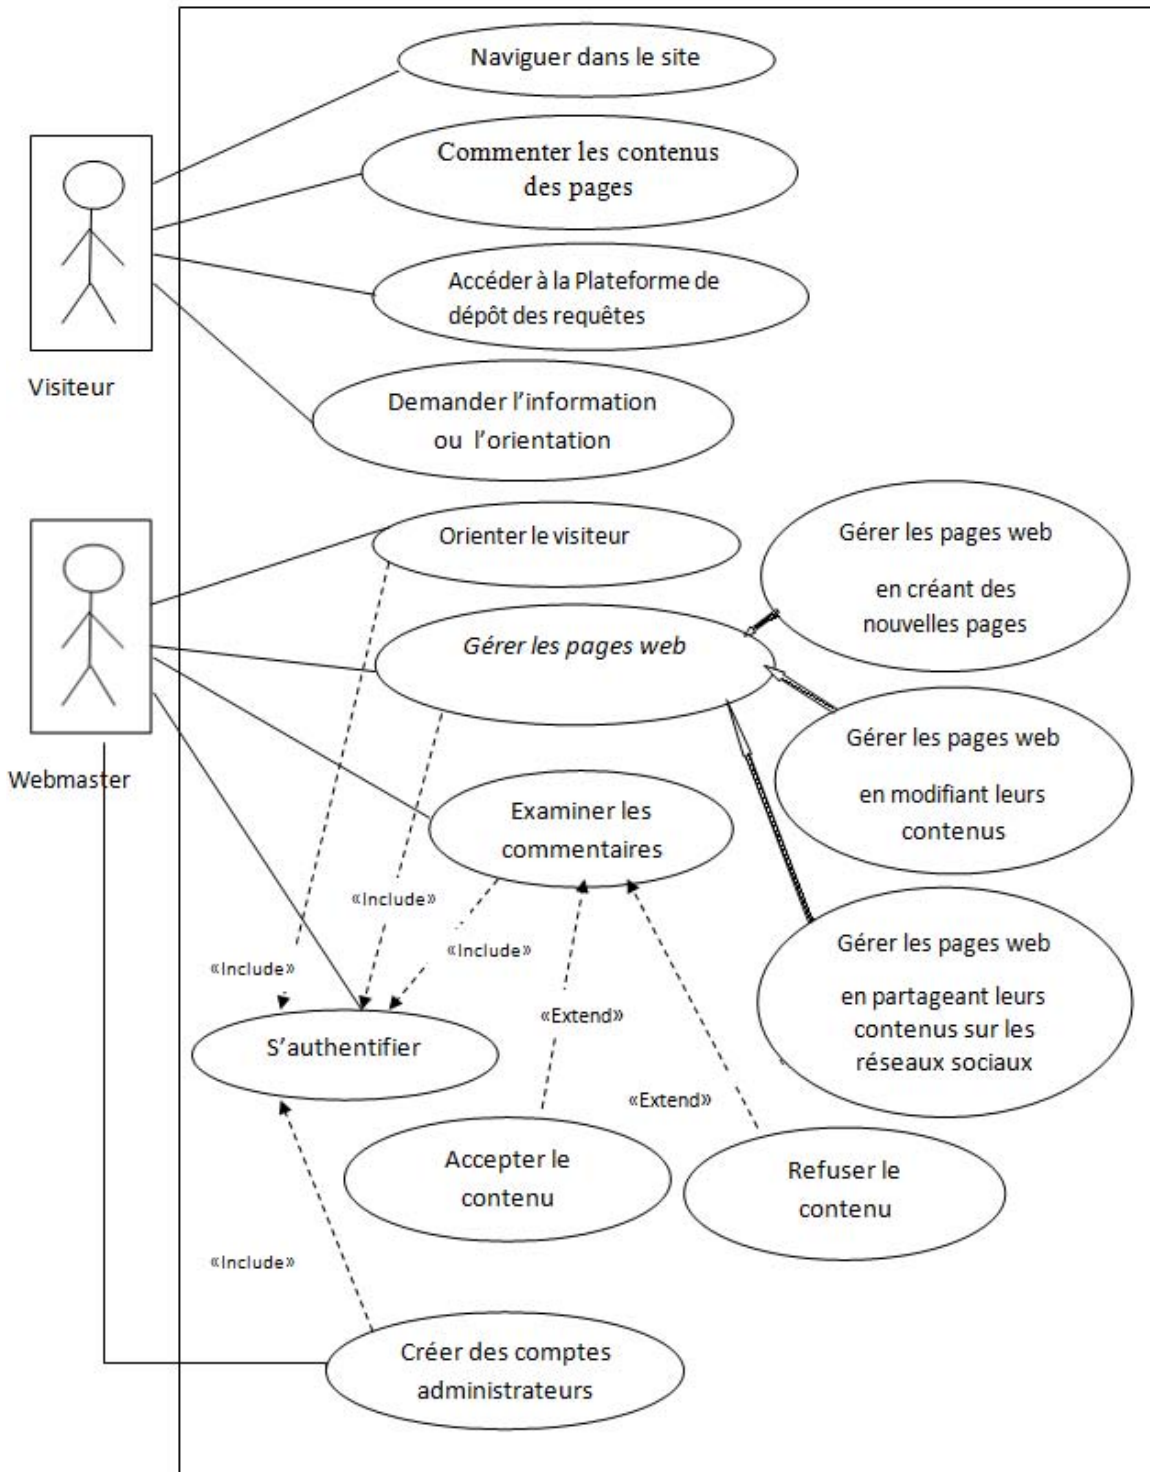 Naviguer dans le site
Commenter les contenus
des pages
Accéder à la Plateforme de
dépôt des requêtes
Visiteur
Demander l'information
ou l'orientation
Orienter le visiteur
Gérer les pages web
en créant des
nouvelles pages
Gérer les pages web
Webmaster
Gérer les pages web
en modifiant leurs
contenus
Examiner les
commentaires
«Include»
«Include»
«Include»
Gérer les pages web
en partageant leurs
contenus sur les
réseaux sociaux
«Extend»
S'authentifier
«Extend»
Accepter le
contenu
Refuser le
contenu
«Include»
Créer des comptes
administrateurs